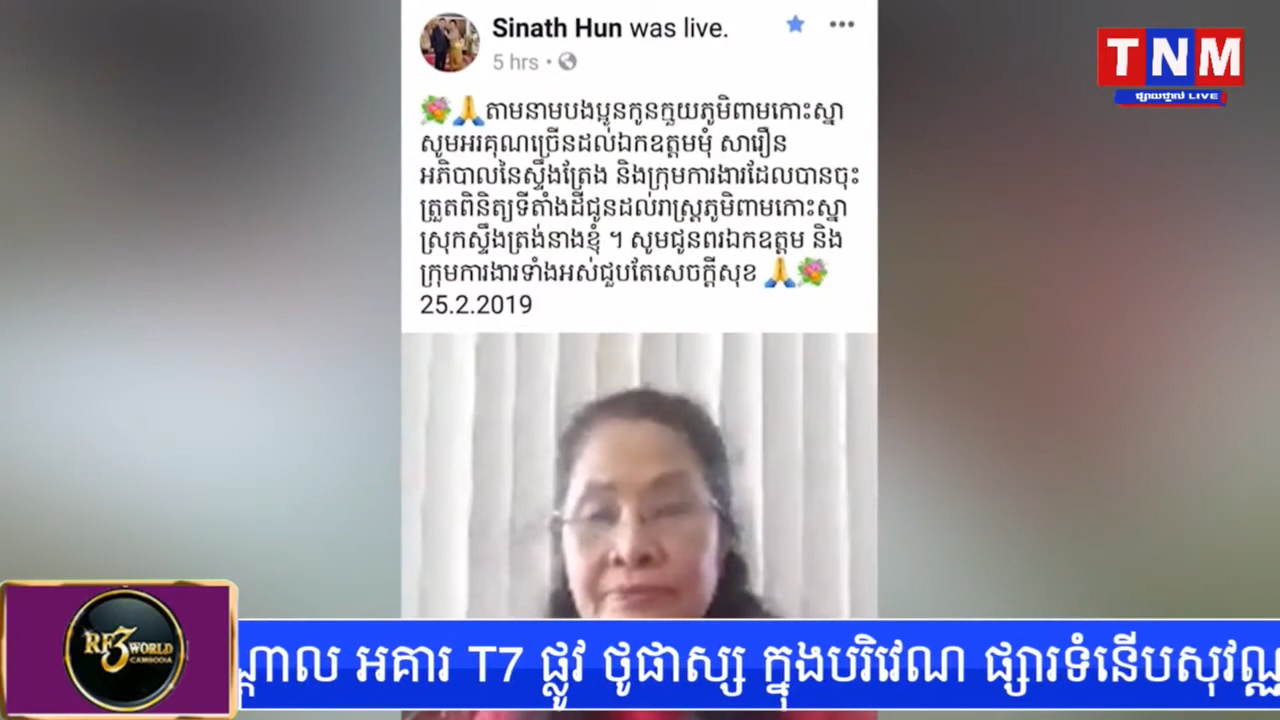 Sinath Hun was live.
5 hrs
TNM
ផ្សាយផ្ទាល់ LIVE
តាមនាមបងប្អូនកូនក្មួយភូមិពាមកោះស្នា
សូមអរគុណច្រើនដល់ឯកឧត្តមមុំ សារឿន
អភិបាលនៃស្ទឹងត្រែង និងក្រុមការងារដែលបានចុះ
ត្រួតពិនិត្យទីតាំងដីជូនដល់រាស្ត្រភូមិពាមកោះស្នា
ស្រុកស្ទឹងត្រង់នាងខ្ញុំ ។ សូមជូនពរឯកឧត្តម និង
ក្រុមការងារទាំងអស់ជួបតែសេចក្ដីសុខ
25.2.2019
RF3WORLD
CAMBODIA
អគារ T7 ផ្លូវ ថូផាស្ស ក្នុងបរិវេណ ផ្សារទំនើបសុវណ្ណ